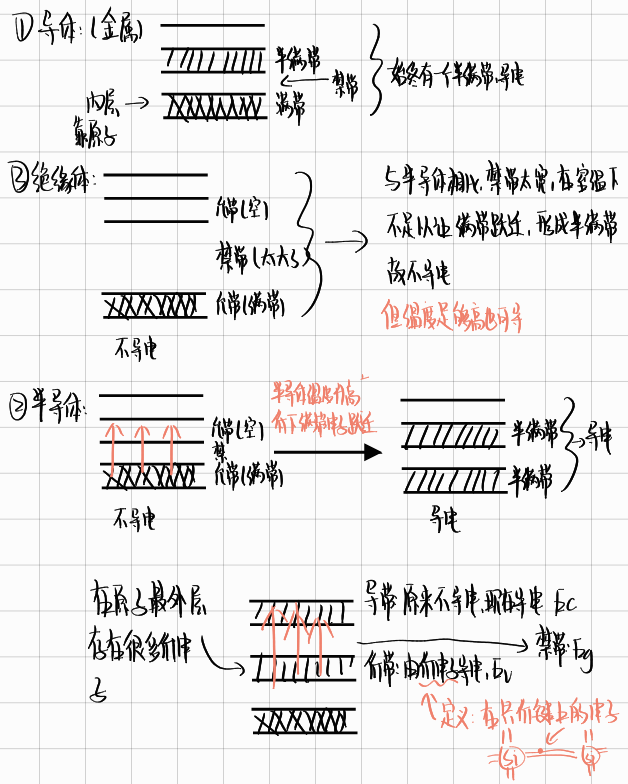 ①导体:(金属)
半满带
禁带
满带
内层
靠原子
始终有一个半满带,导电
②绝缘体:
价带(空)
禁带(太大了)
价带(满带)
不导电
与半导体相比,禁带太宽,在室温下
不足以让满带跃迁,形成半满带
故不导电
但温度足够高也可导
②半导体:
价带(空)
禁
价带(满带)
不导电
半导体温度升高
价下满带电子跃迁
半满带
半满带
导电
导电
在原子最外层
存在很多价电
子
导带 原来不导电,现在导电 Ec
价带:由价电子导电,Ev
禁带:Eg
定义:在共价键上的电子
Si
Si